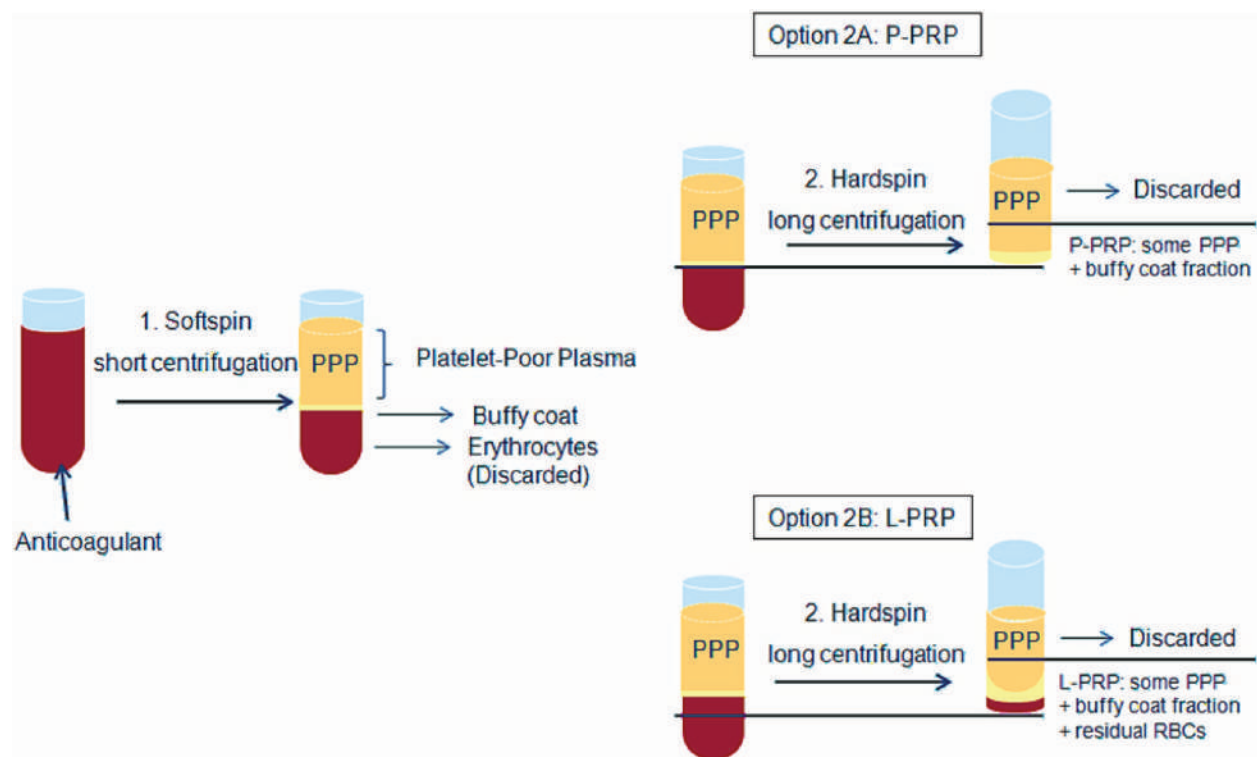 Option 2A: P-PRP
PPP
2. Hardspin
long centrifugation
PPP
Discarded
P-PRP: some PPP
+ buffy coat fraction
1. Softspin
short centrifugation
PPP
Platelet-Poor Plasma
Buffy coat
Erythrocytes
(Discarded)
Anticoagulant
Option 2B: L-PRP
PPP
2. Hardspin
long centrifugation
PPP
Discarded
L-PRP: some PPP
+ buffy coat fraction
+ residual RBCs